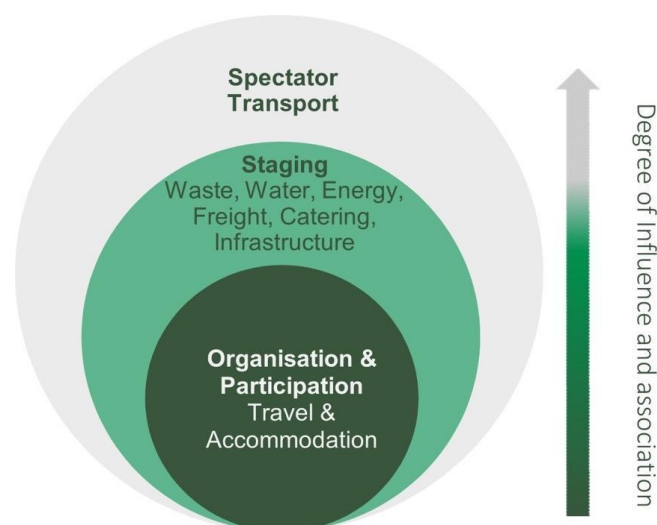 Spectator
Transport
Staging
Waste, Water, Energy,
Freight, Catering,
Infrastructure
Organisation &
Participation
Travel &
Accommodation
Degree of Influence and association